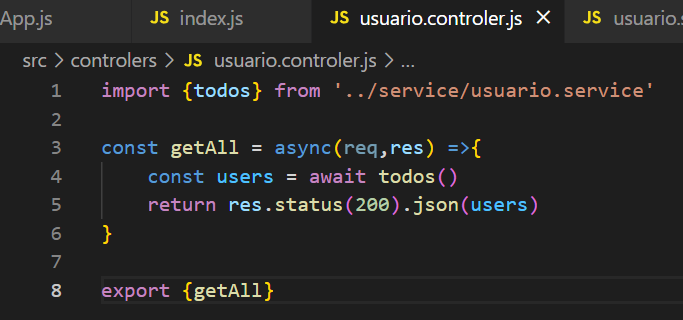 App.js JS index.js JS usuario.controler.js JS usuario.s
src > controlers > JS usuario.controler.js > ...
1 import {todos} from '../service/usuario.service'
2
3 const getAll = async(req,res) =>{
4 const users = await todos()
5 return res.status(200).json(users)
6 }
7
8 export {getAll}